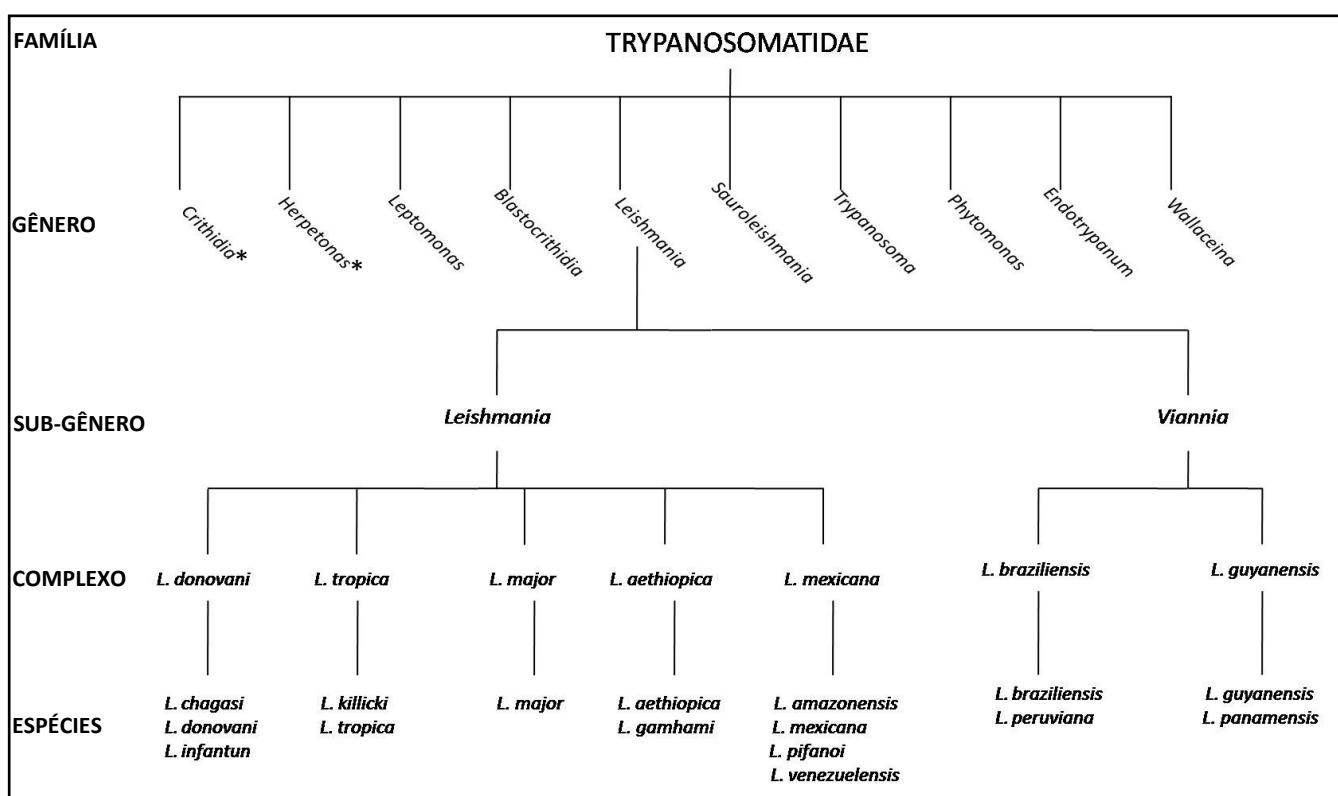 FAMÍLIA
TRYPANOSOMATIDAE
GÊNERO
Crithidia*
Herpetonas*
Leptomonas
Blastocrithidia
Leishmania
Sauroleishmania
Trypanosoma
Phytomonas
Endotrypanum
Wallaceina
SUB-GÊNERO
Leishmania
Viannia
COMPLEXO
L. donovani
L. tropica
L. major
L. aethiopica
L. mexicana
L. braziliensis
L. guyanensis
ESPÉCIES
L. chagasi
L. donovani
L. infantun
L. killicki
L. tropica
L. major
L. aethiopica
L. gamhami
L. amazonensis
L. mexicana
L. pifanoi
L. venezuelensis
L. braziliensis
L. peruviana
L. guyanensis
L. panamensis